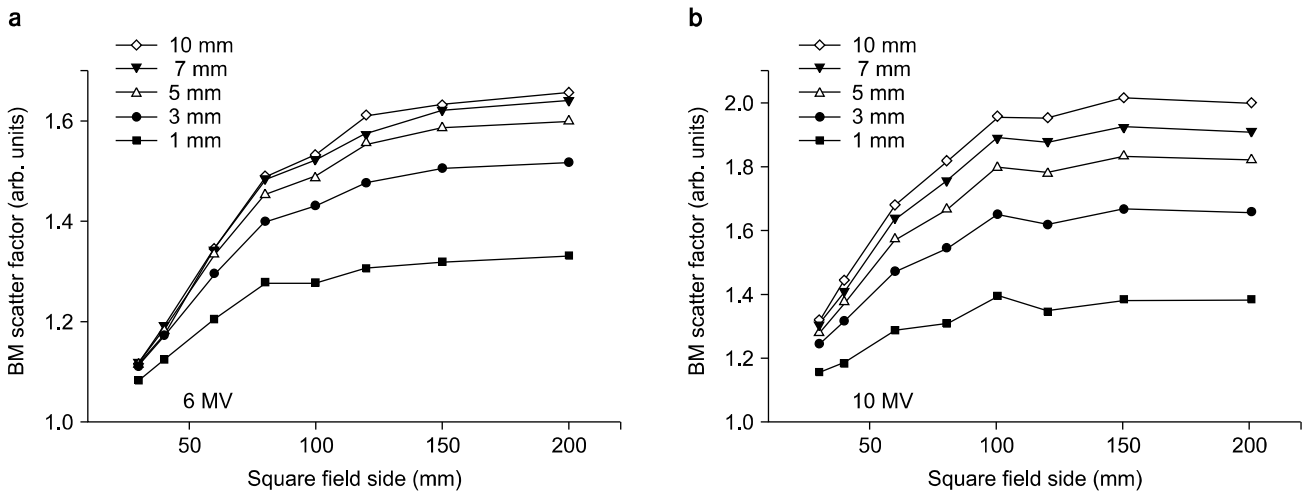 a
10 mm
7 mm
5 mm
3 mm
1 mm
BM scatter factor (arb. units)
1.6
1.4
1.2
1.0
6 MV
50
100
150
200
Square field side (mm)
b
10 mm
7 mm
5 mm
3 mm
1 mm
BM scatter factor (arb. units)
2.0
1.8
1.6
1.4
1.2
1.0
10 MV
50
100
150
200
Square field side (mm)